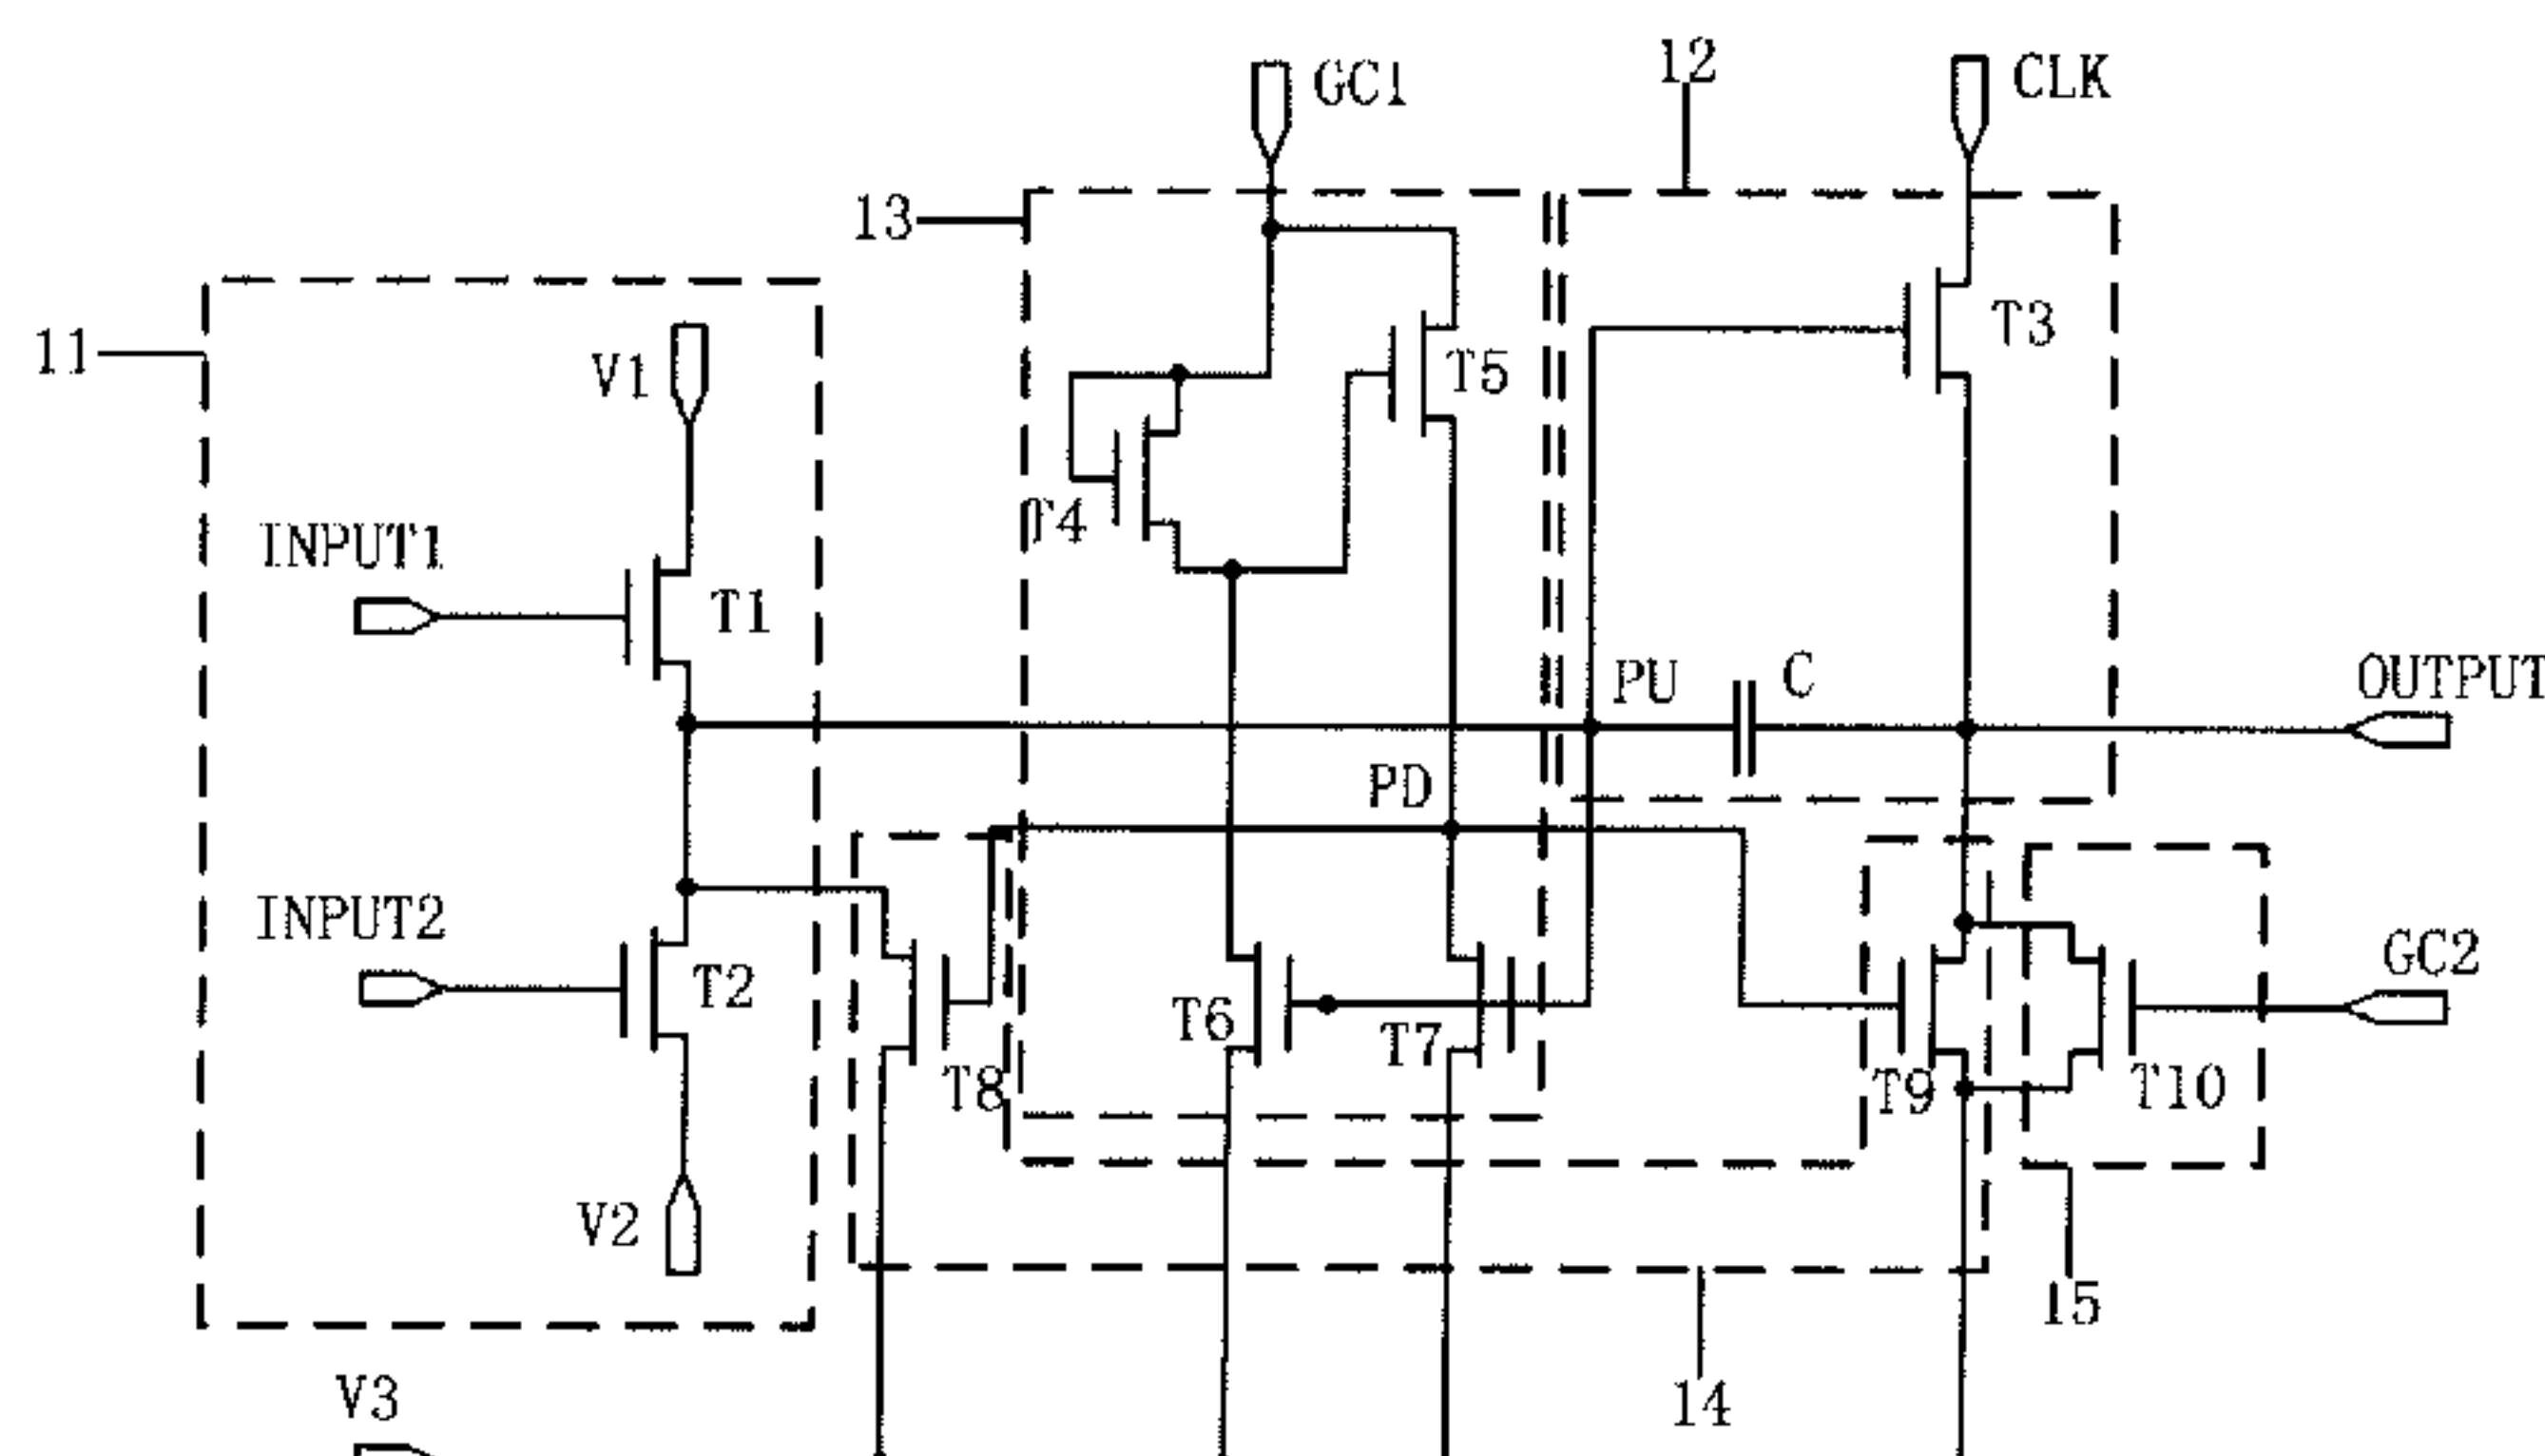 GC1
12
CLK
13
11
V1
T5
T3
INPUT1
T4
T1
PU
C
OUTPUT
PD
INPUT2
T2
T6
T7
T8
T9
T10
GC2
V2
15
V3
14